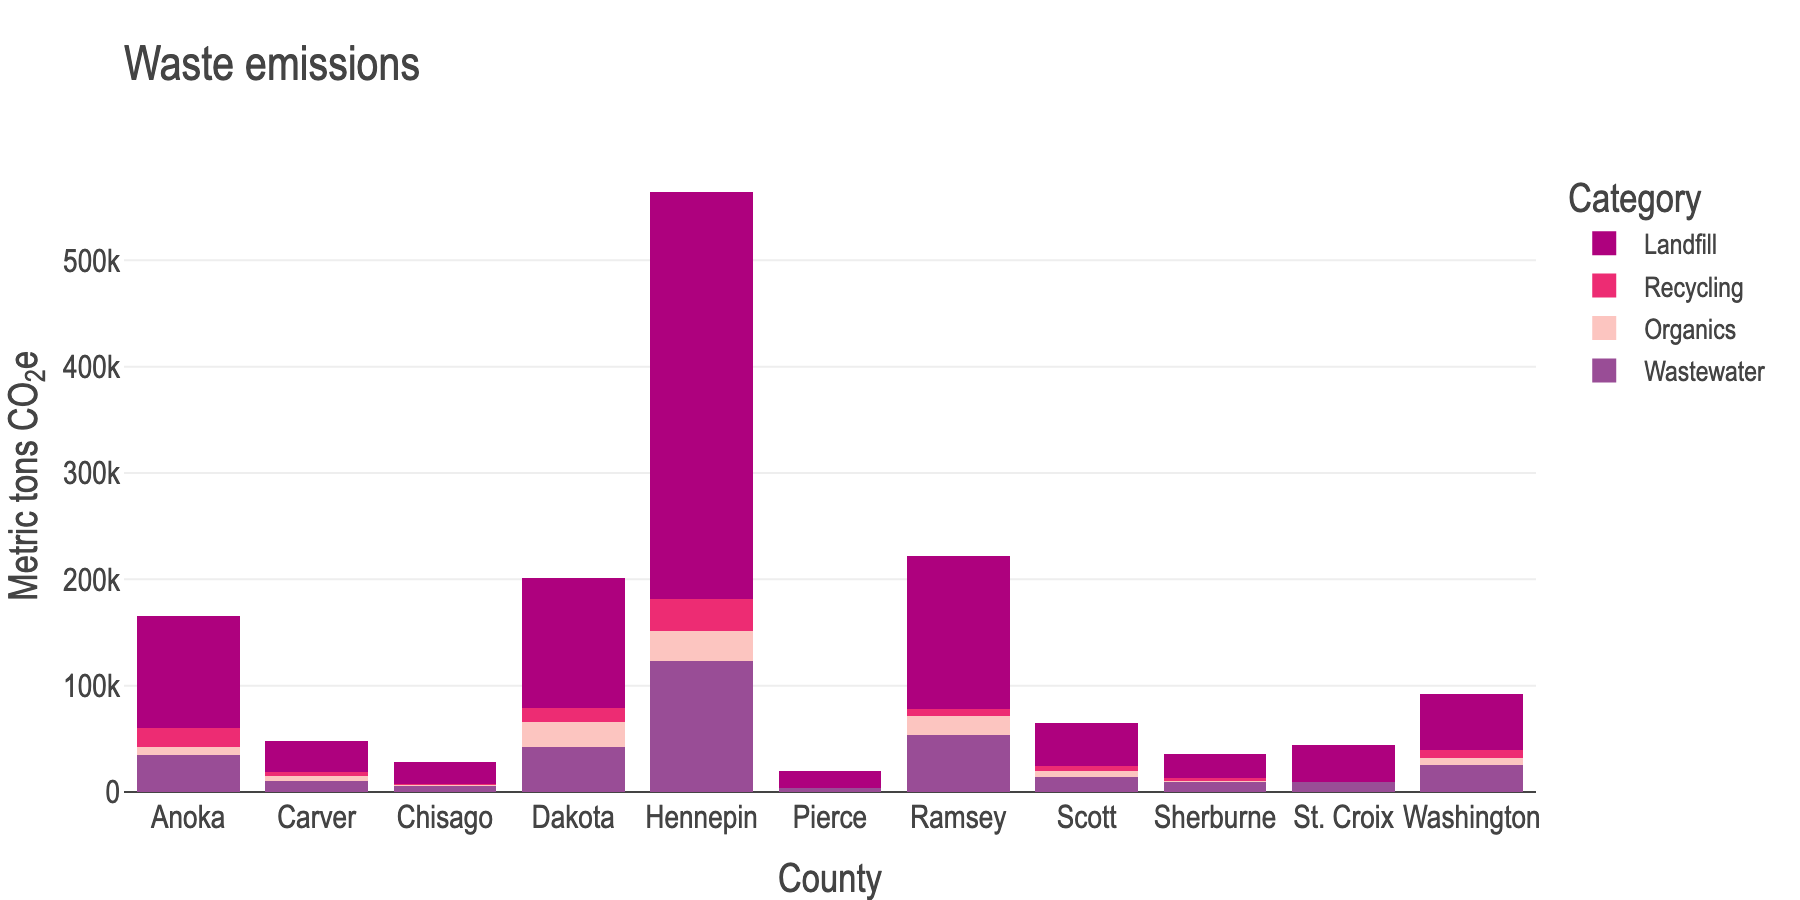 Waste emissions
Metric tons CO₂e
500k
400k
300k
200k
100k
0
Anoka Carver Chisago Dakota Hennepin Pierce Ramsey Scott Sherburne St. Croix Washington
County
Category
Landfill
Recycling
Organics
Wastewater